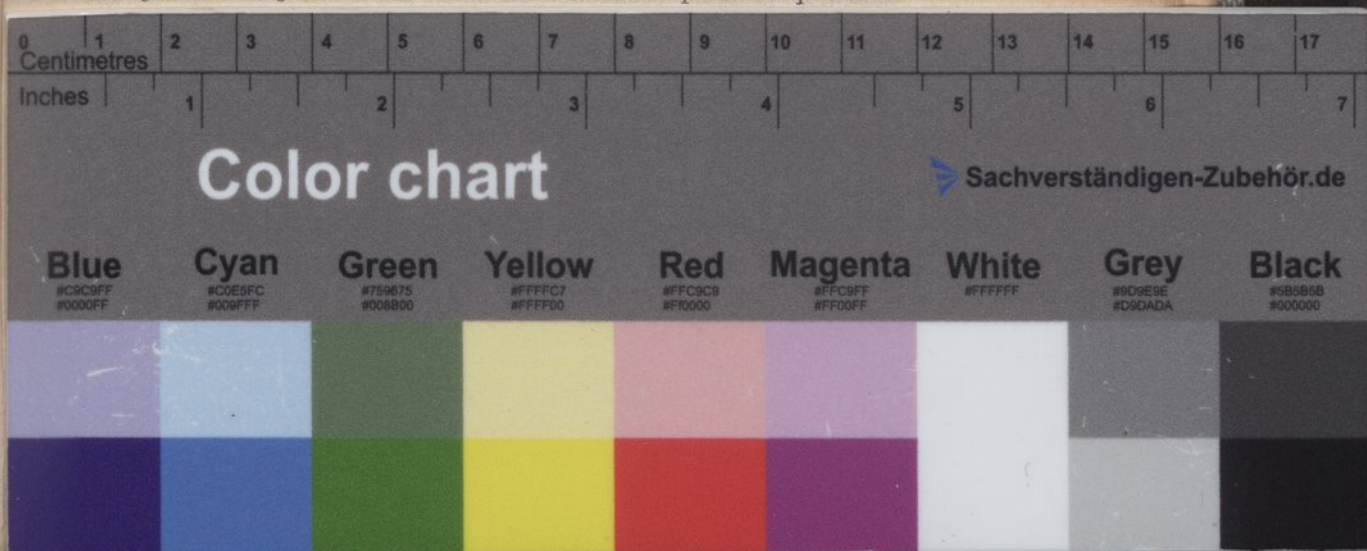 0 1 2 3 4 5 6 7 8 9 10 11 12 13 14 15 16 17
Centimetres
Inches 1 2 3 4 5 6 7
Color chart
Sachverständigen-Zubehör.de
Blue Cyan Green Yellow Red Magenta White Grey Black
#C9C9FF #C0E5FC #759675 #FFFFC7 #FFC9C9 #FFC9FF #FFFFFF #9D9E9E #5B5B5B
#0000FF #009FFF #008B00 #FFFF00 #Ff0000 #FF00FF #D9DADA #000000